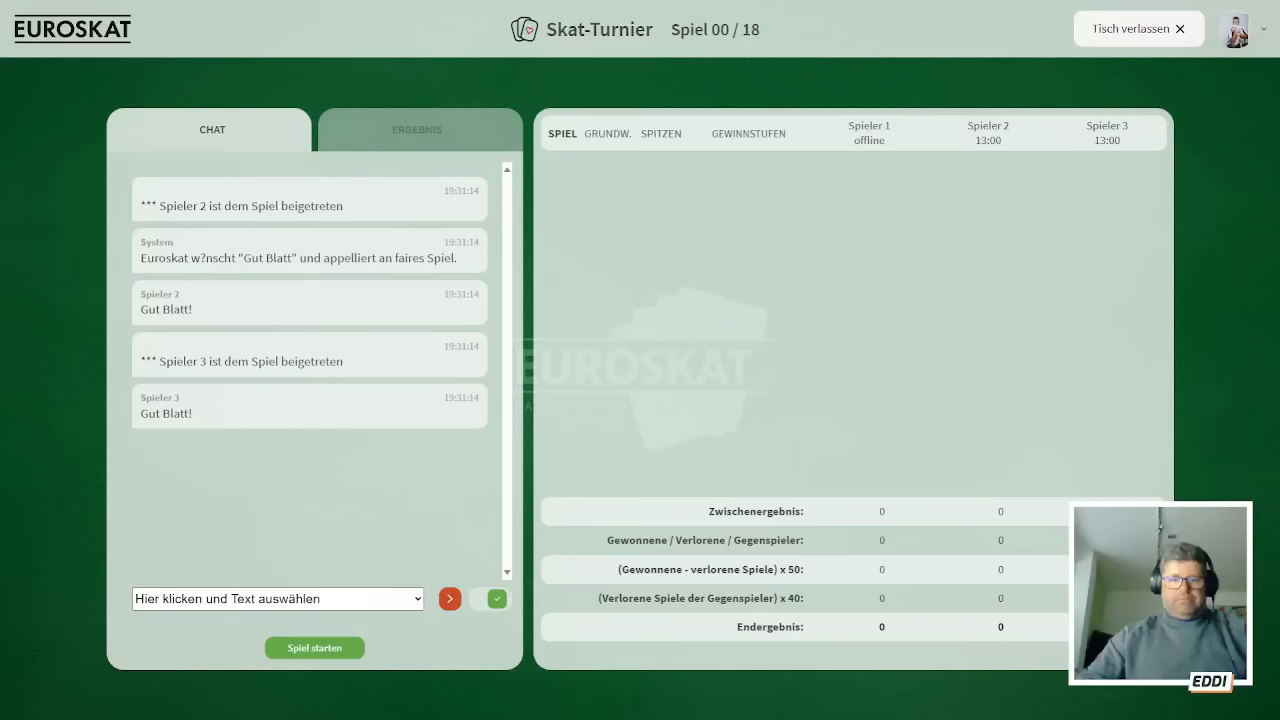 EUROSKAT
Skat-Turnier Spiel 00 / 18
Tisch verlassen
CHAT
ERGEBNIS
19:31:14
*** Spieler 2 ist dem Spiel beigetreten
System 19:31:14
Euroskat w?nscht "Gut Blatt" und appelliert an faires Spiel.
Spieler 2 19:31:14
Gut Blatt!
19:31:14
*** Spieler 3 ist dem Spiel beigetreten
Spieler 3 19:31:14
Gut Blatt!
Hier klicken und Text auswählen
Spiel starten
SPIEL GRUNDW. SPITZEN GEWINNSTUFEN
Spieler 1
offline
Spieler 2
13:00
Spieler 3
13:00
EUROSKAT
Zwischenergebnis: 0 0
Gewonnene / Verlorene / Gegenspieler: 0 0
(Gewonnene - verlorene Spiele) x 50: 0 0
(Verlorene Spiele der Gegenspieler) x 40: 0 0
Endergebnis: 0 0
EDDI